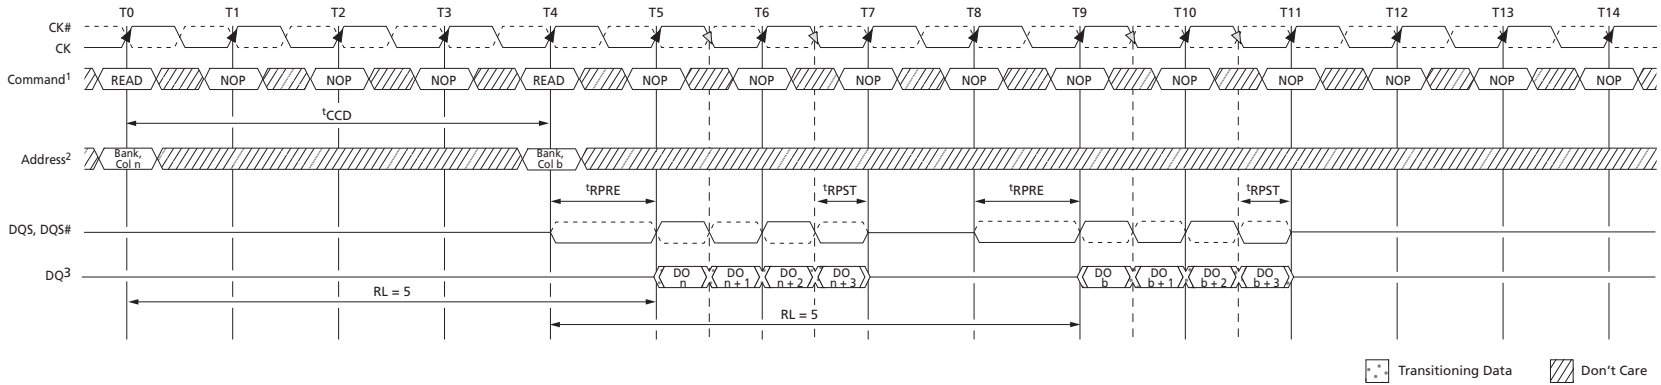 T0 T1 T2 T3 T4 T5 T6 T7 T8 T9 T10 T11 T12 T13 T14
CK#
CK
Command1 READ NOP NOP NOP READ NOP NOP NOP NOP NOP NOP NOP NOP NOP NOP
tCCD
Address2 Bank, Col n Bank, Col b
tRPRE tRPST tRPRE tRPST
DQS, DQS#
DQ3 DO n DO n + 1 DO n + 2 DO n + 3 DO b DO b + 1 DO b + 2 DO b + 3
RL = 5
RL = 5
Transitioning Data Don't Care